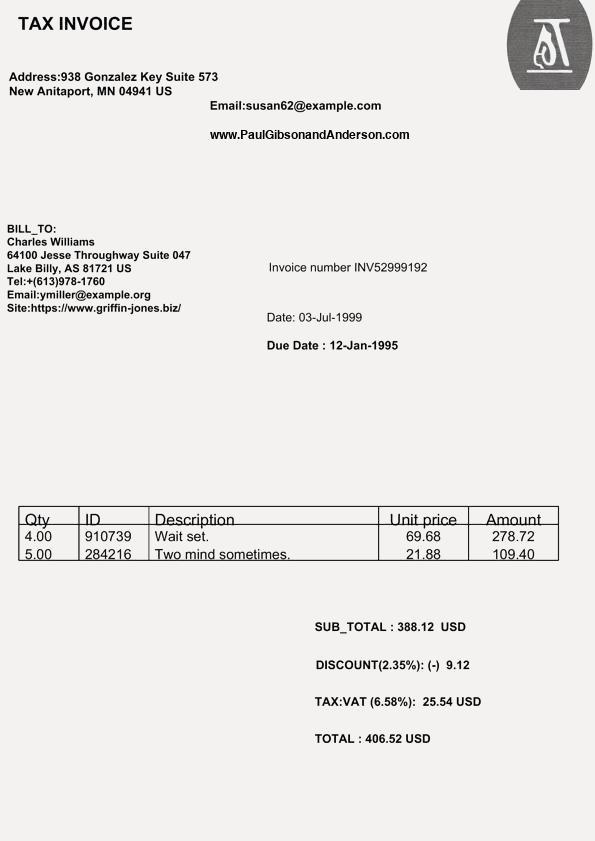 TAX INVOICE
Address:938 Gonzalez Key Suite 573
New Anitaport, MN 04941 US
Email:susan62@example.com
www.PaulGibsonandAnderson.com
BILL_TO:
Charles Williams
64100 Jesse Throughway Suite 047
Lake Billy, AS 81721 US
Tel:+(613)978-1760
Email:ymiller@example.org
Site:https://www.griffin-jones.biz/
Invoice number INV52999192
Date: 03-Jul-1999
Due Date : 12-Jan-1995
Qty ID Description Unit price Amount
4.00 910739 Wait set. 69.68 278.72
5.00 284216 Two mind sometimes. 21.88 109.40
SUB_TOTAL : 388.12 USD
DISCOUNT(2.35%): (-) 9.12
TAX:VAT (6.58%): 25.54 USD
TOTAL : 406.52 USD